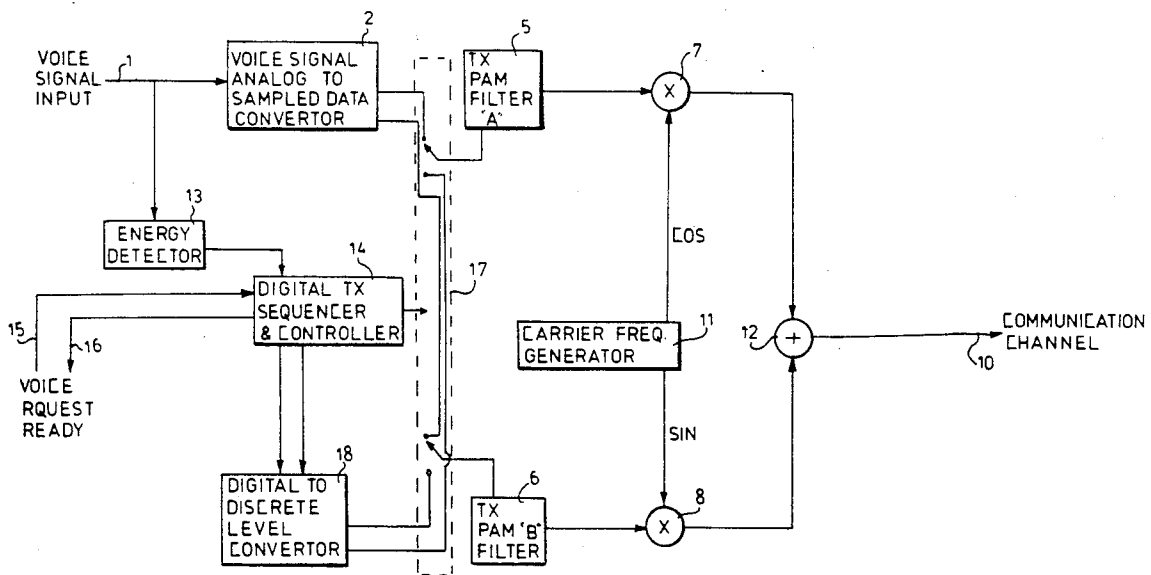 VOICE
SIGNAL
INPUT
1
2
VOICE SIGNAL
ANALOG TO
SAMPLED DATA
CONVERTOR
5
TX
PAM
FILTER
"A"
7
X
13
ENERGY
DETECTOR
14
DIGITAL TX
SEQUENCER
& CONTROLLER
15
16
VOICE
RQUEST
READY
17
COS
CARRIER FREQ.
GENERATOR
11
12
+
10
COMMUNICATION
CHANNEL
SIN
18
DIGITAL TO
DISCRETE
LEVEL
CONVERTOR
6
TX
PAM "B"
FILTER
8
X